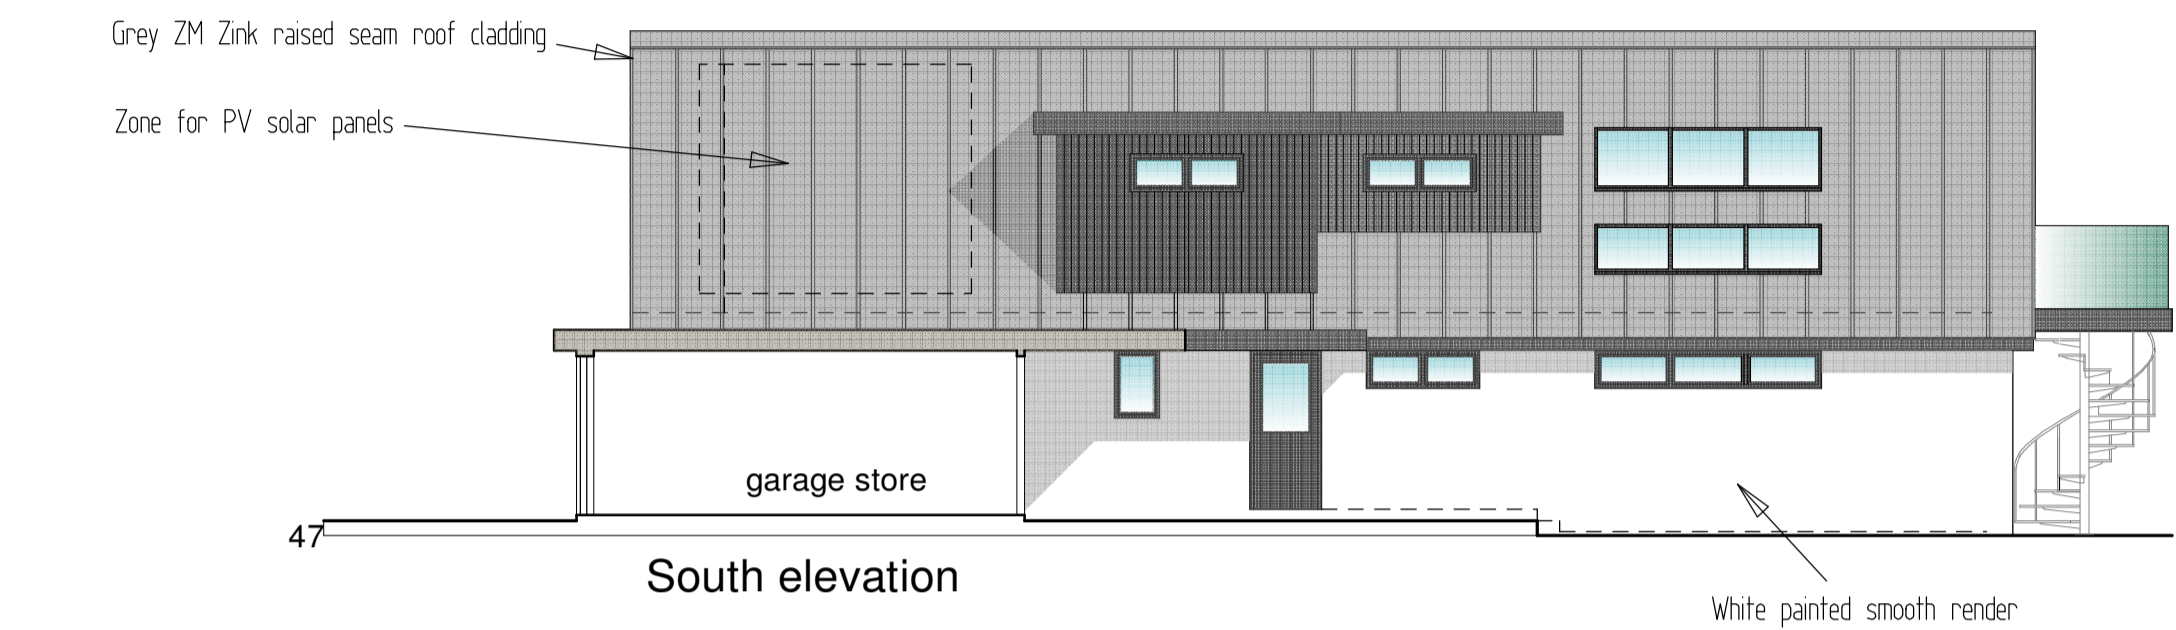 Grey ZM Zink raised seam roof cladding
Zone for PV solar panels
garage store
47
South elevation
White painted smooth render